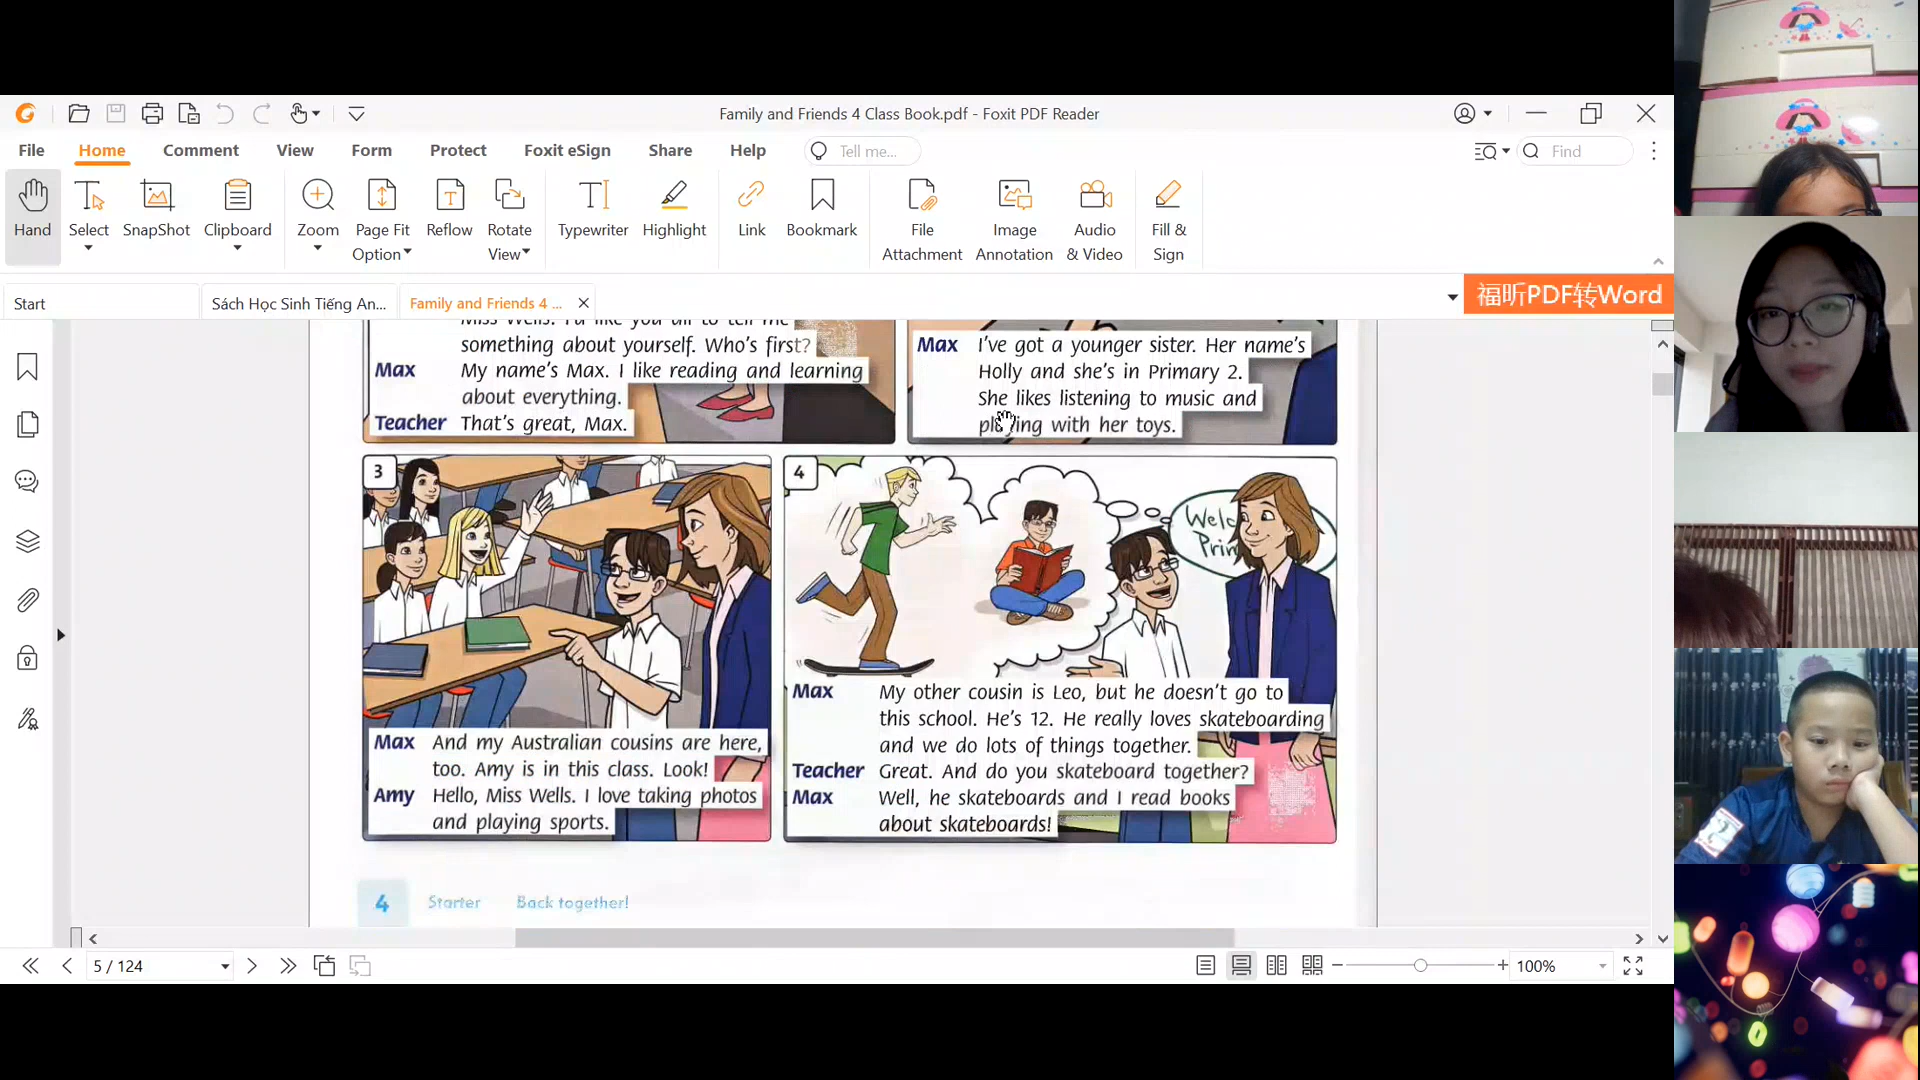 Family and Friends 4 Class Book.pdf - Foxit PDF Reader
File Home Comment View Form Protect Foxit eSign Share Help Tell me... Find
Hand Select SnapShot Clipboard Zoom Page Fit Option Reflow Rotate View Typewriter Highlight Link Bookmark File Attachment Image Annotation Audio & Video Fill & Sign
Start Sách Học Sinh Tiếng An... Family and Friends 4 ... 福昕PDF转Word
Miss Wells. I'd like you all to tell me
something about yourself. Who's first?
Max My name's Max. I like reading and learning
about everything.
Teacher That's great, Max.
Max I've got a younger sister. Her name's
Holly and she's in Primary 2.
She likes listening to music and
playing with her toys.
3
Max And my Australian cousins are here,
too. Amy is in this class. Look!
Amy Hello, Miss Wells. I love taking photos
and playing sports.
4
Welc
Prim
Max My other cousin is Leo, but he doesn't go to
this school. He's 12. He really loves skateboarding
and we do lots of things together.
Teacher Great. And do you skateboard together?
Max Well, he skateboards and I read books
about skateboards!
4 Starter Back together!
5 / 124
100%